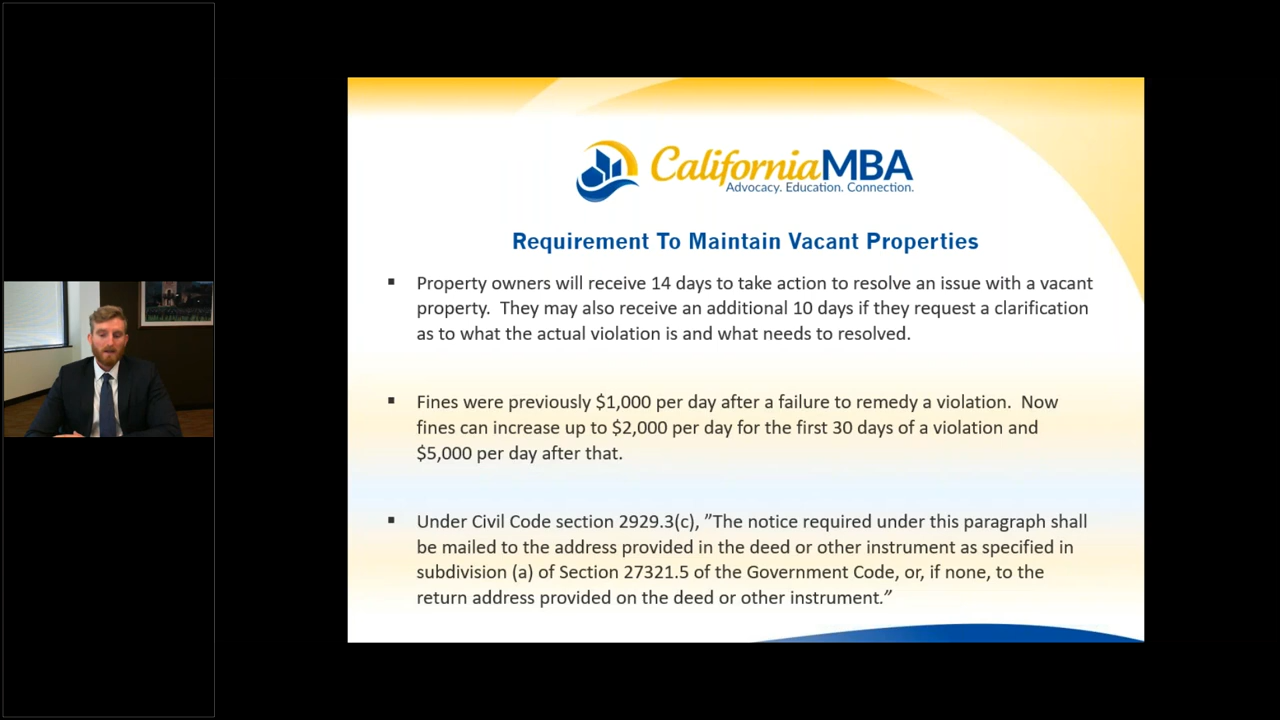 CaliforniaMBA
Advocacy. Education. Connection.
Requirement To Maintain Vacant Properties
▪ Property owners will receive 14 days to take action to resolve an issue with a vacant
property.  They may also receive an additional 10 days if they request a clarification
as to what the actual violation is and what needs to resolved.
▪ Fines were previously $1,000 per day after a failure to remedy a violation.  Now
fines can increase up to $2,000 per day for the first 30 days of a violation and
$5,000 per day after that.
▪ Under Civil Code section 2929.3(c), ”The notice required under this paragraph shall
be mailed to the address provided in the deed or other instrument as specified in
subdivision (a) of Section 27321.5 of the Government Code, or, if none, to the
return address provided on the deed or other instrument.”